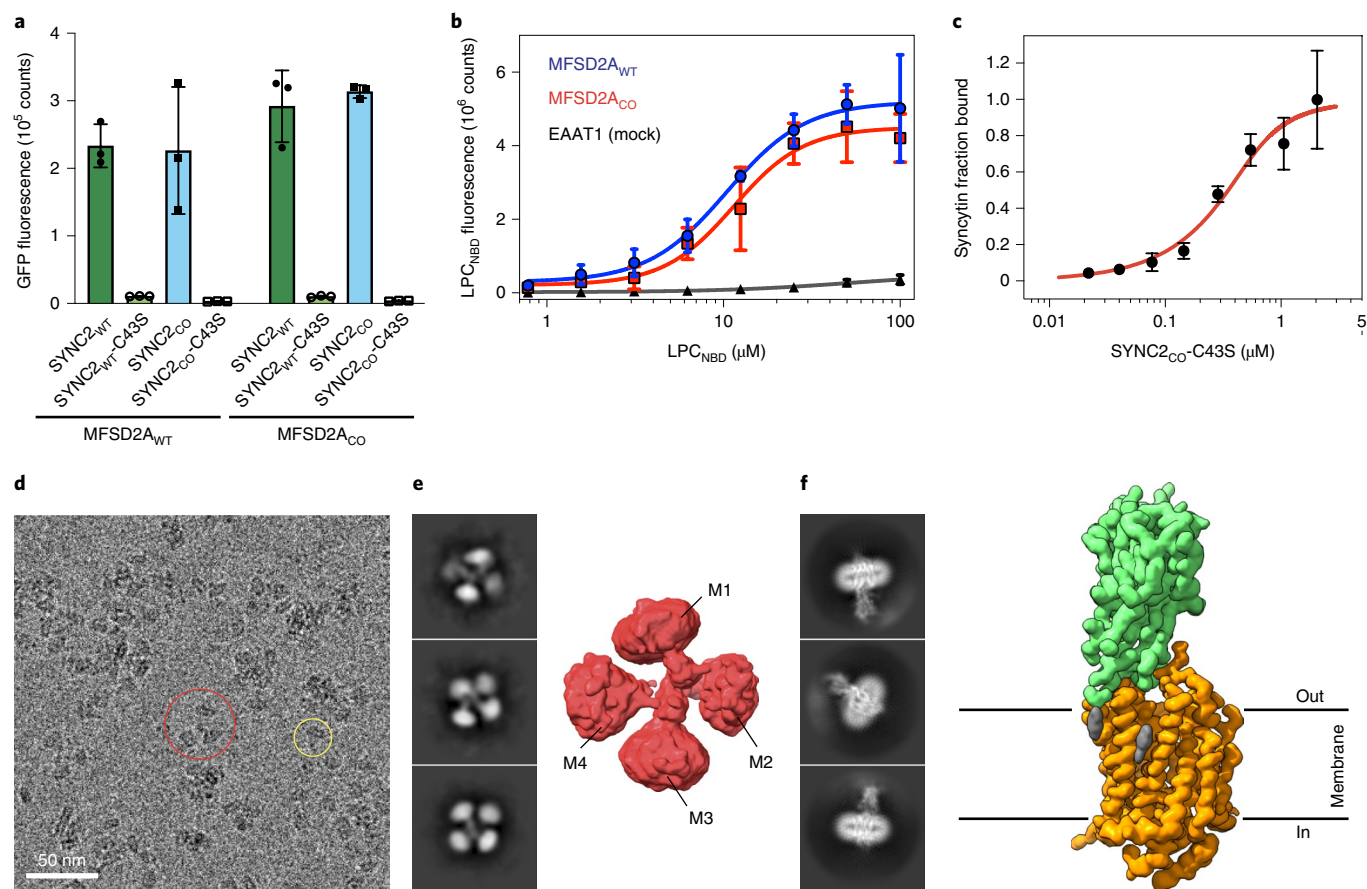 a
4
3
2
1
0
GFP fluorescence (10⁵ counts)
SYNC2WT
SYNC2WT-C43S
SYNC2CO
SYNC2CO-C43S
SYNC2WT
SYNC2WT-C43S
SYNC2CO
SYNC2CO-C43S
MFSD2AWT
MFSD2ACO
b
MFSD2AWT
MFSD2ACO
EAAT1 (mock)
6
4
2
0
LPCNBD fluorescence (10⁶ counts)
1
10
100
LPCNBD (μM)
c
1.2
1.0
0.8
0.6
0.4
0.2
0
Syncytin fraction bound
0.01
0.1
1
5
SYNC2CO-C43S (μM)
d
50 nm
e
M1
M2
M3
M4
f
Out
Membrane
In